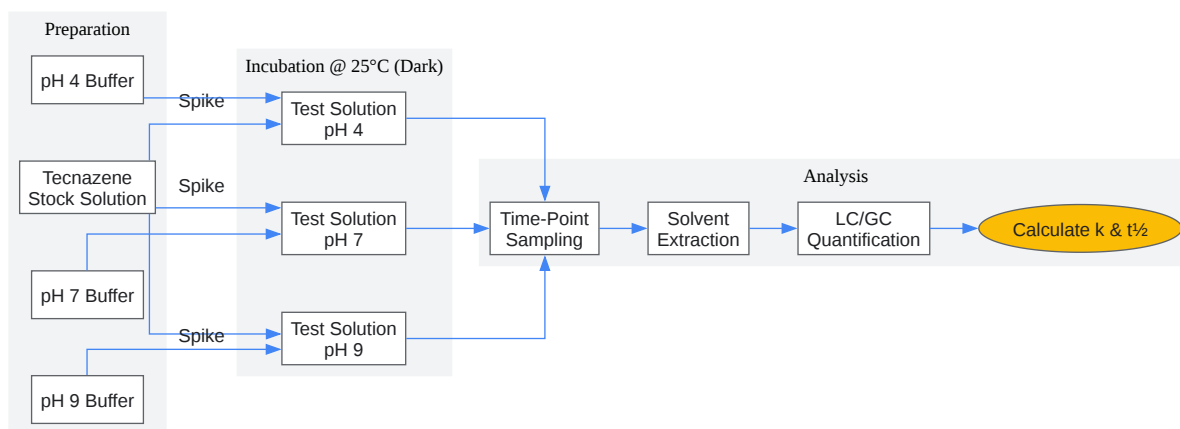 Preparation
pH 4 Buffer
Tecnazene
Stock Solution
pH 7 Buffer
pH 9 Buffer
Spike
Spike
Spike
Incubation @ 25°C (Dark)
Test Solution
pH 4
Test Solution
pH 7
Test Solution
pH 9
Analysis
Time-Point
Sampling
Solvent
Extraction
LC/GC
Quantification
Calculate k & t½